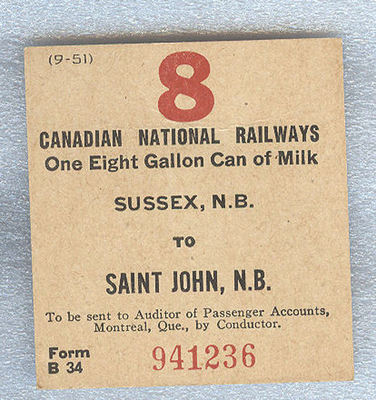 (9-51)
8
CANADIAN NATIONAL RAILWAYS
One Eight Gallon Can of Milk
SUSSEX, N.B.
TO
SAINT JOHN, N.B.
To be sent to Auditor of Passenger Accounts,
Montreal, Que., by Conductor.
Form
B 34
941236